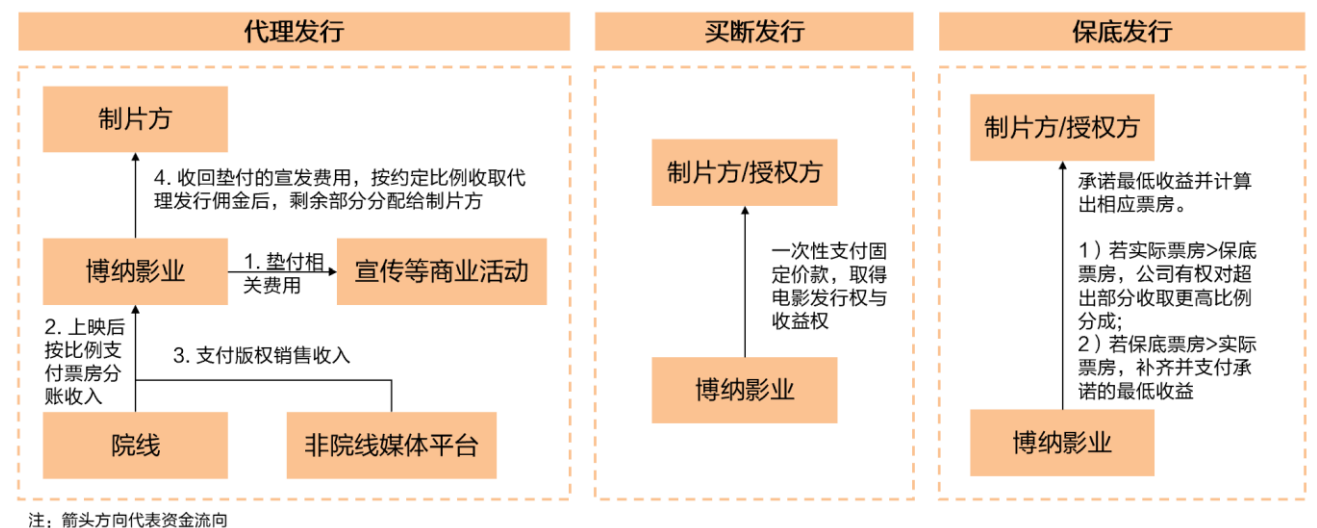 代理发行
制片方
4. 收回垫付的宣发费用，按约定比例收取代
理发行佣金后，剩余部分分配给制片方
博纳影业
1. 垫付相
关费用
宣传等商业活动
2. 上映后
按比例支
付票房分
账收入
3. 支付版权销售收入
院线
非院线媒体平台
买断发行
制片方/授权方
一次性支付固
定价款，取得
电影发行权与
收益权
博纳影业
保底发行
制片方/授权方
承诺最低收益并计算
出相应票房。
1）若实际票房>保底
票房，公司有权对超
出部分收取更高比例
分成;
2）若保底票房>实际
票房，补齐并支付承
诺的最低收益
博纳影业
注：箭头方向代表资金流向